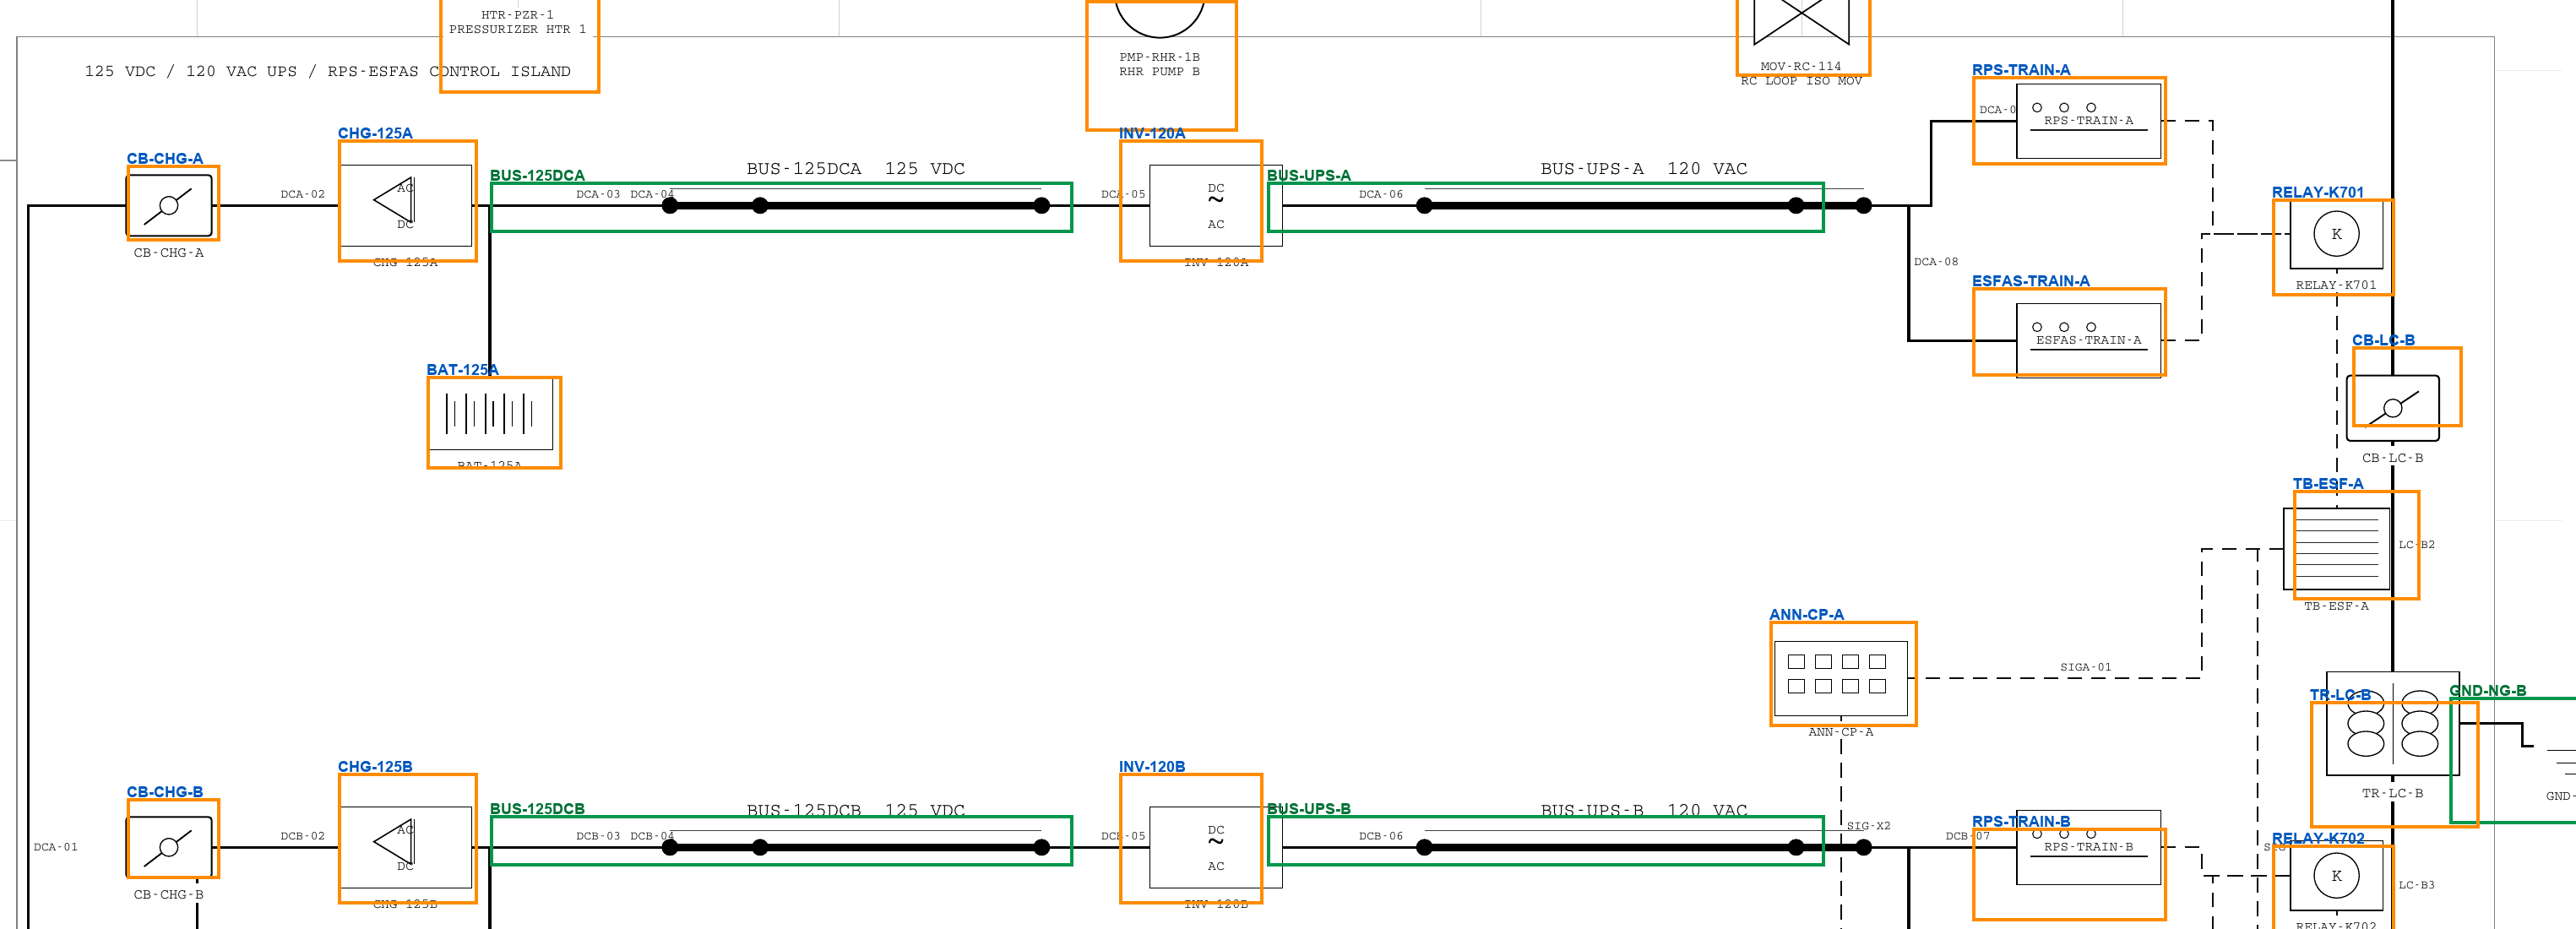 HTR-PZR-1
PRESSURIZER HTR 1
PMP-RHR-1B
RHR PUMP B
MOV-RC-114
RC LOOP ISO MOV
125 VDC / 120 VAC UPS / RPS-ESFAS CONTROL ISLAND
RPS-TRAIN-A
DCA-0
RPS-TRAIN-A
CB-CHG-A
CHG-125A
INV-120A
BUS-125DCA
BUS-125DCA 125 VDC
BUS-UPS-A
BUS-UPS-A 120 VAC
DCA-02
AC
DC
DCA-03
DCA-04
DCA-05
DC
~
AC
DCA-06
RELAY-K701
K
RELAY-K701
CB-CHG-A
CHG-125A
INV-120A
DCA-08
ESFAS-TRAIN-A
ESFAS-TRAIN-A
CB-LC-B
CB-LC-B
BAT-125A
BAT-125A
TB-ESF-A
LC-B2
TB-ESF-A
ANN-CP-A
ANN-CP-A
SIGA-01
TR-LC-B
GND-NG-B
TR-LC-B
GND-
CB-CHG-B
CHG-125B
INV-120B
BUS-125DCB
BUS-125DCB 125 VDC
BUS-UPS-B
BUS-UPS-B 120 VAC
SIG-X2
RPS-TRAIN-B
DCA-01
DCB-02
AC
DC
DCB-03
DCB-04
DCB-05
DC
~
AC
DCB-06
DCB-07
RPS-TRAIN-B
RELAY-K702
K
LC-B3
CB-CHG-B
CHG-125B
INV-120B
RELAY-K702